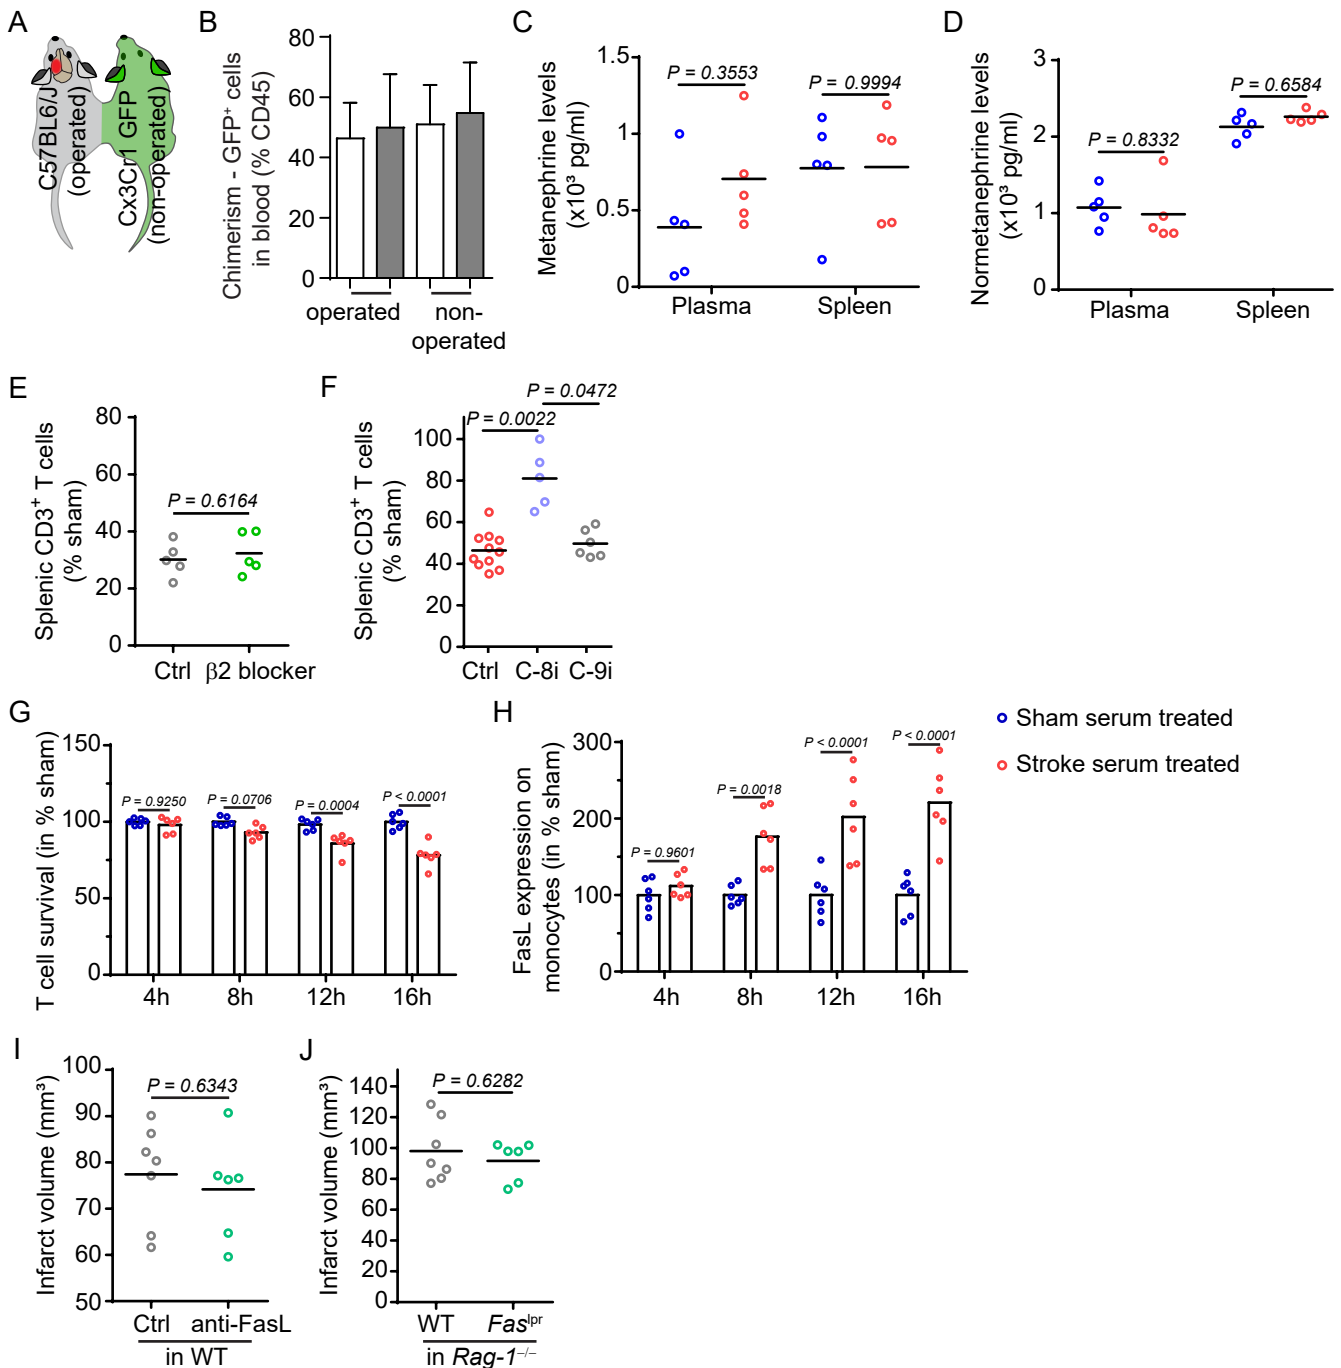 A
C57BL6/J
(operated)
Cx3Cr1 GFP
(non-operated)
B
Chimerism - GFP⁺ cells
in blood (% CD45)
80
60
40
20
0
operated
non-
operated
C
Metanephrine levels
(x10³ pg/ml)
1.5
1
0.5
0
P = 0.3553
P = 0.9994
Plasma
Spleen
D
Normetanephrine levels
(x10³ pg/ml)
3
2
1
0
P = 0.8332
P = 0.6584
Plasma
Spleen
E
Splenic CD3⁺ T cells
(% sham)
80
60
40
20
0
P = 0.6164
Ctrl
β2 blocker
F
Splenic CD3⁺ T cells
(% sham)
100
80
60
40
20
0
P = 0.0472
P = 0.0022
Ctrl
C-8i
C-9i
G
T cell survival (in % sham)
150
100
50
0
P = 0.9250
P = 0.0706
P = 0.0004
P < 0.0001
4h
8h
12h
16h
H
FasL expression on
monocytes (in % sham)
300
200
100
0
P = 0.9601
P = 0.0018
P < 0.0001
P < 0.0001
4h
8h
12h
16h
Sham serum treated
Stroke serum treated
I
Infarct volume (mm³)
100
90
80
70
60
50
P = 0.6343
Ctrl
anti-FasL
in WT
J
Infarct volume (mm³)
140
120
100
80
60
40
20
0
P = 0.6282
WT
Fas^lpr
in Rag-1⁻/⁻